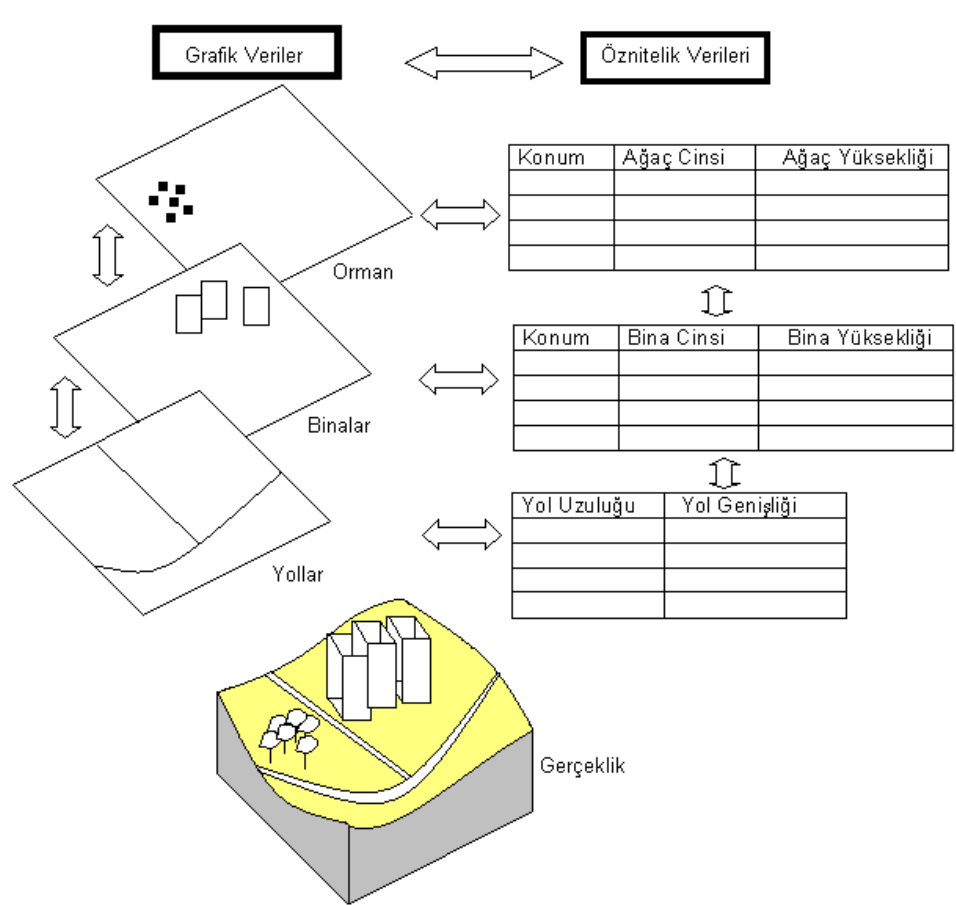 Grafik Veriler
Öznitelik Verileri
Konum Ağaç Cinsi Ağaç Yüksekliği
Orman
Konum Bina Cinsi Bina Yüksekliği
Binalar
Yol Uzuluğu Yol Genişliği
Yollar
Gerçeklik